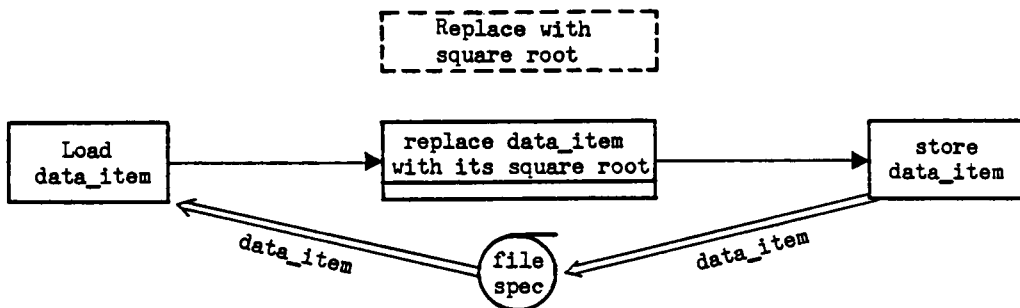 Replace with
square root
Load
data_item
replace data_item
with its square root
store
data_item
data_item
file
spec
data_item